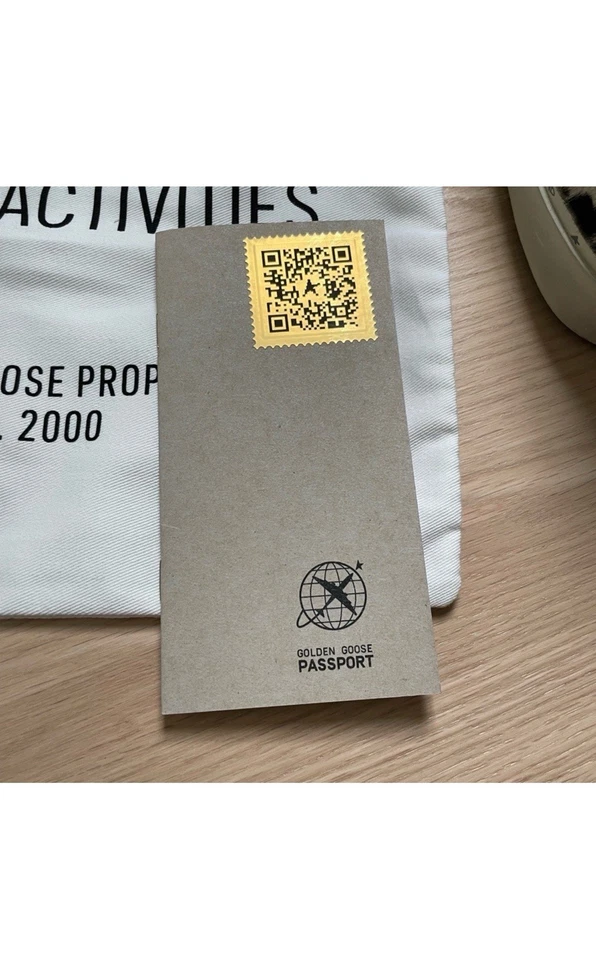 ACTIVITIES
OSE PROP
. 2000
GOLDEN GOOSE
PASSPORT